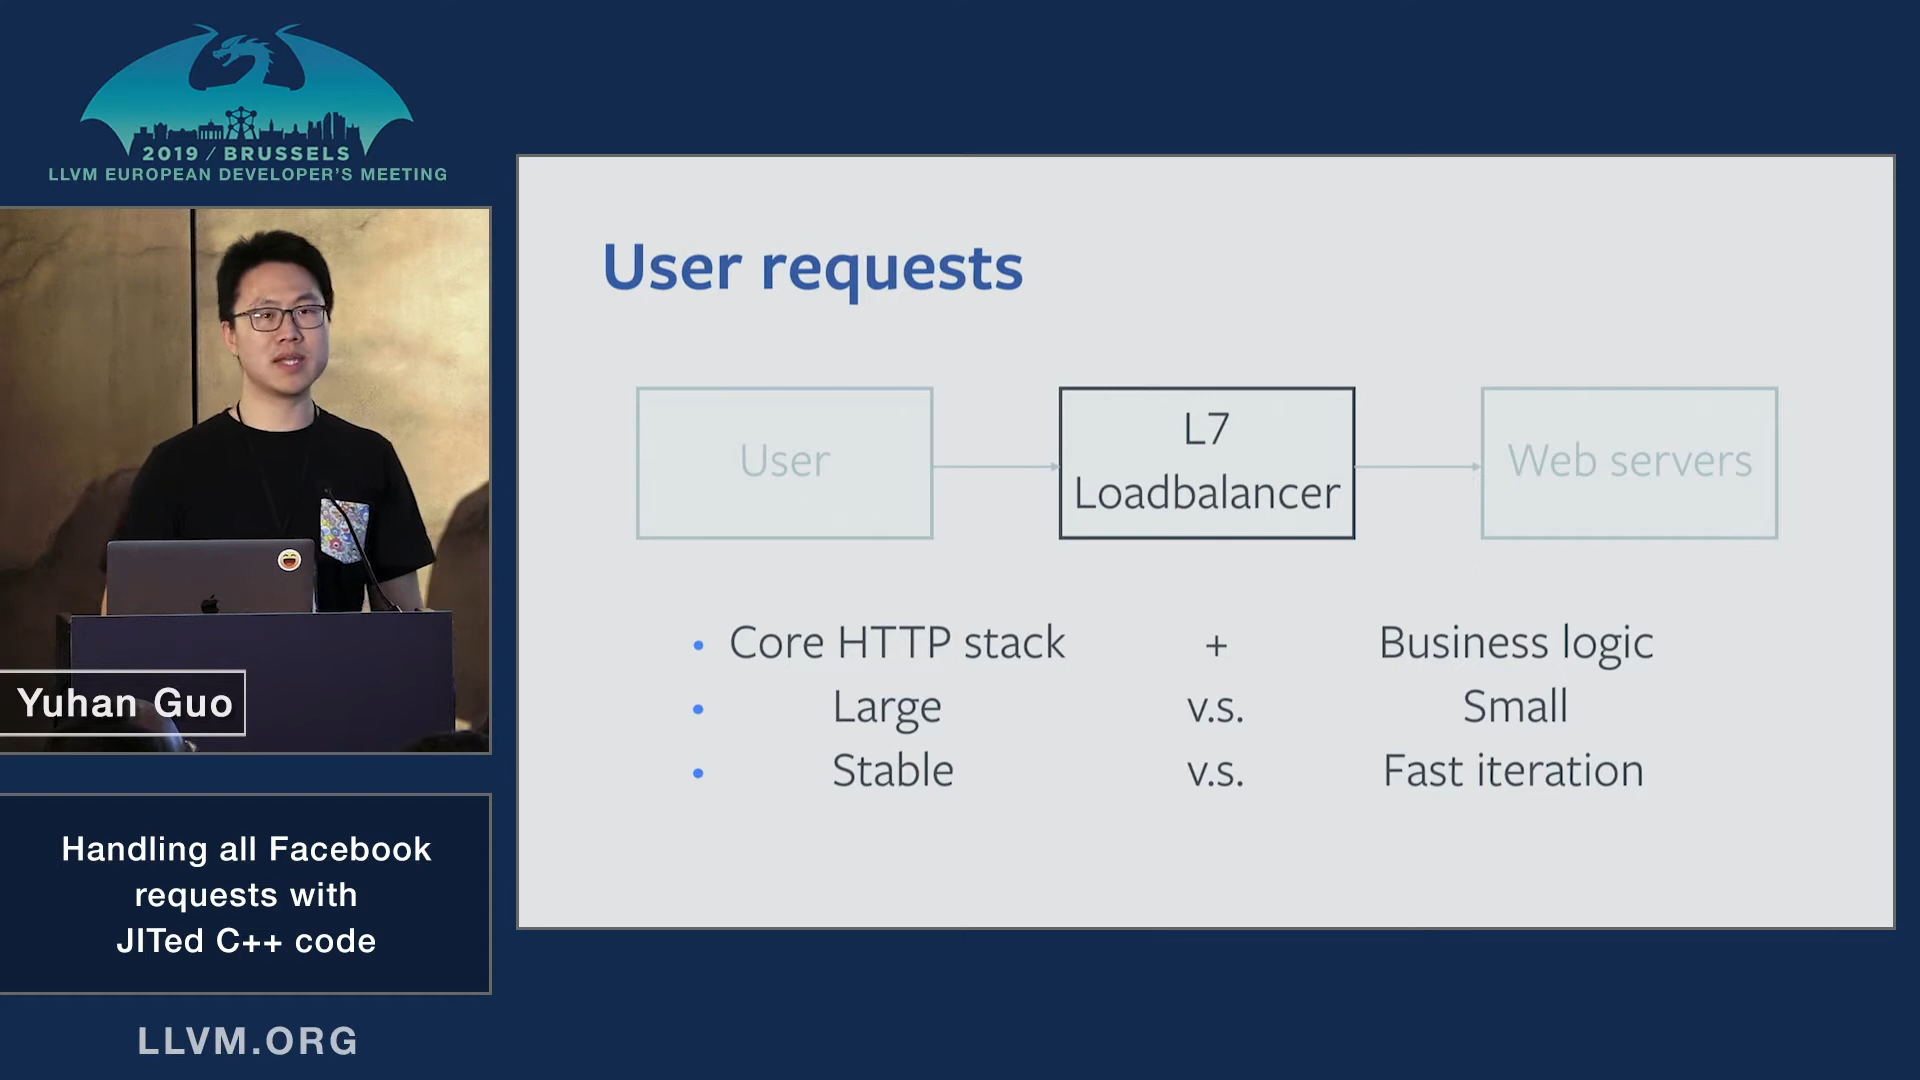 2019 / BRUSSELS
LLVM EUROPEAN DEVELOPER'S MEETING
Yuhan Guo
Handling all Facebook
requests with
JITed C++ code
LLVM.ORG
User requests
User
L7
Loadbalancer
Web servers
• Core HTTP stack + Business logic
• Large v.s. Small
• Stable v.s. Fast iteration